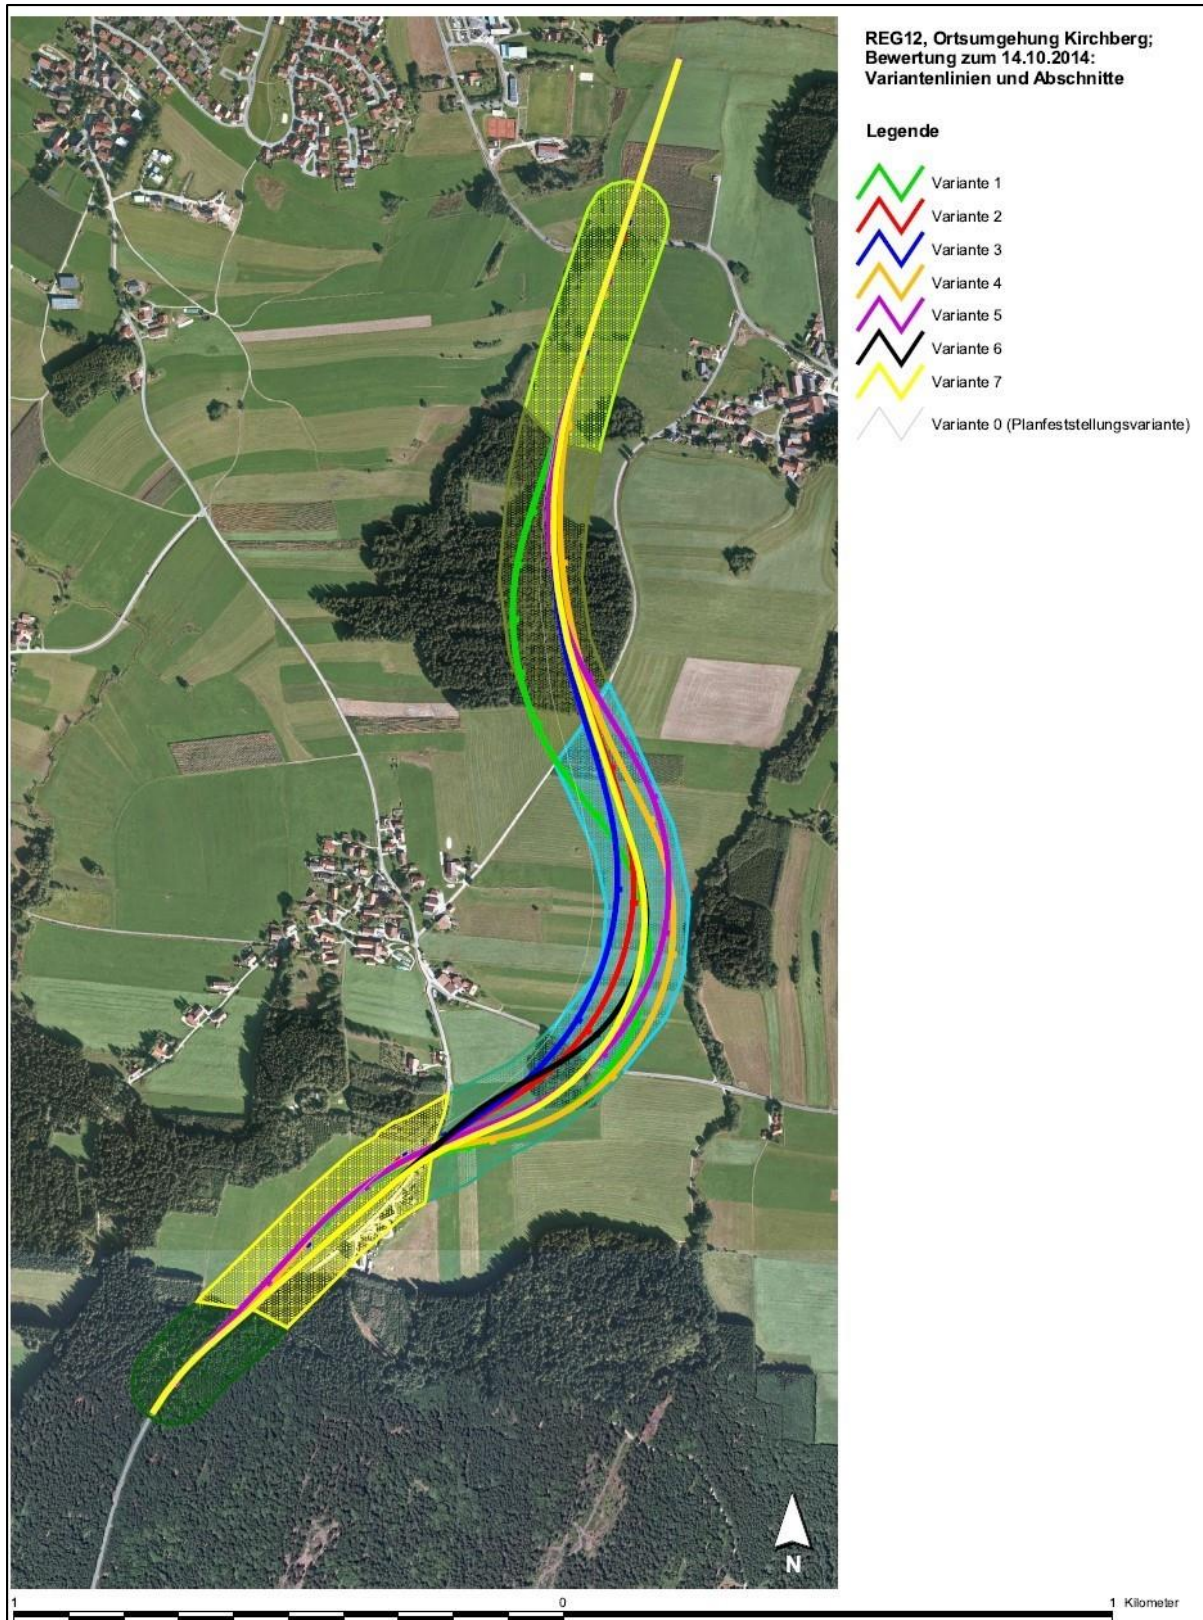 REG12, Ortsumgehung Kirchberg;
Bewertung zum 14.10.2014:
Variantenlinien und Abschnitte
Legende
Variante 1
Variante 2
Variante 3
Variante 4
Variante 5
Variante 6
Variante 7
Variante 0 (Planfeststellungsvariante)
N
1 0 1 Kilometer